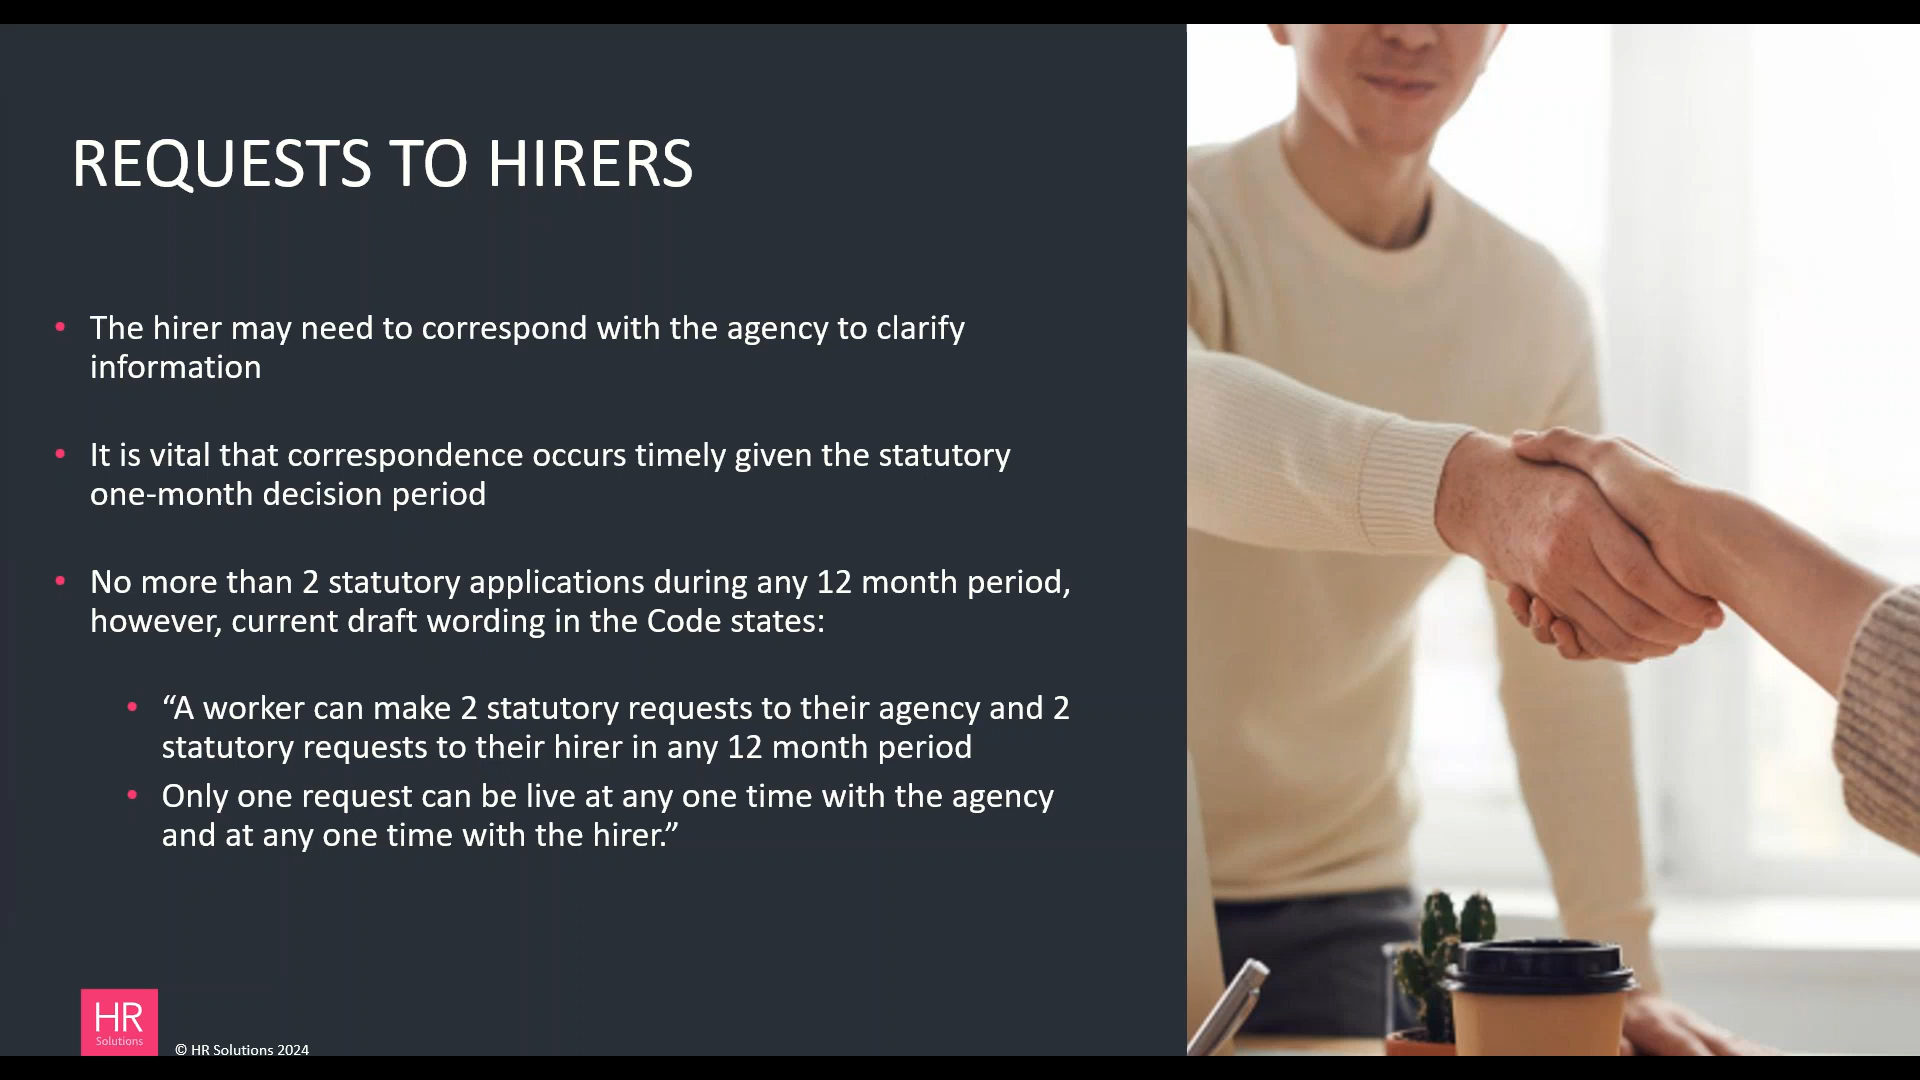 REQUESTS TO HIRERS
• The hirer may need to correspond with the agency to clarify
information
• It is vital that correspondence occurs timely given the statutory
one-month decision period
• No more than 2 statutory applications during any 12 month period,
however, current draft wording in the Code states:
• “A worker can make 2 statutory requests to their agency and 2
statutory requests to their hirer in any 12 month period
• Only one request can be live at any one time with the agency
and at any one time with the hirer.”
HR
Solutions
© HR Solutions 2024